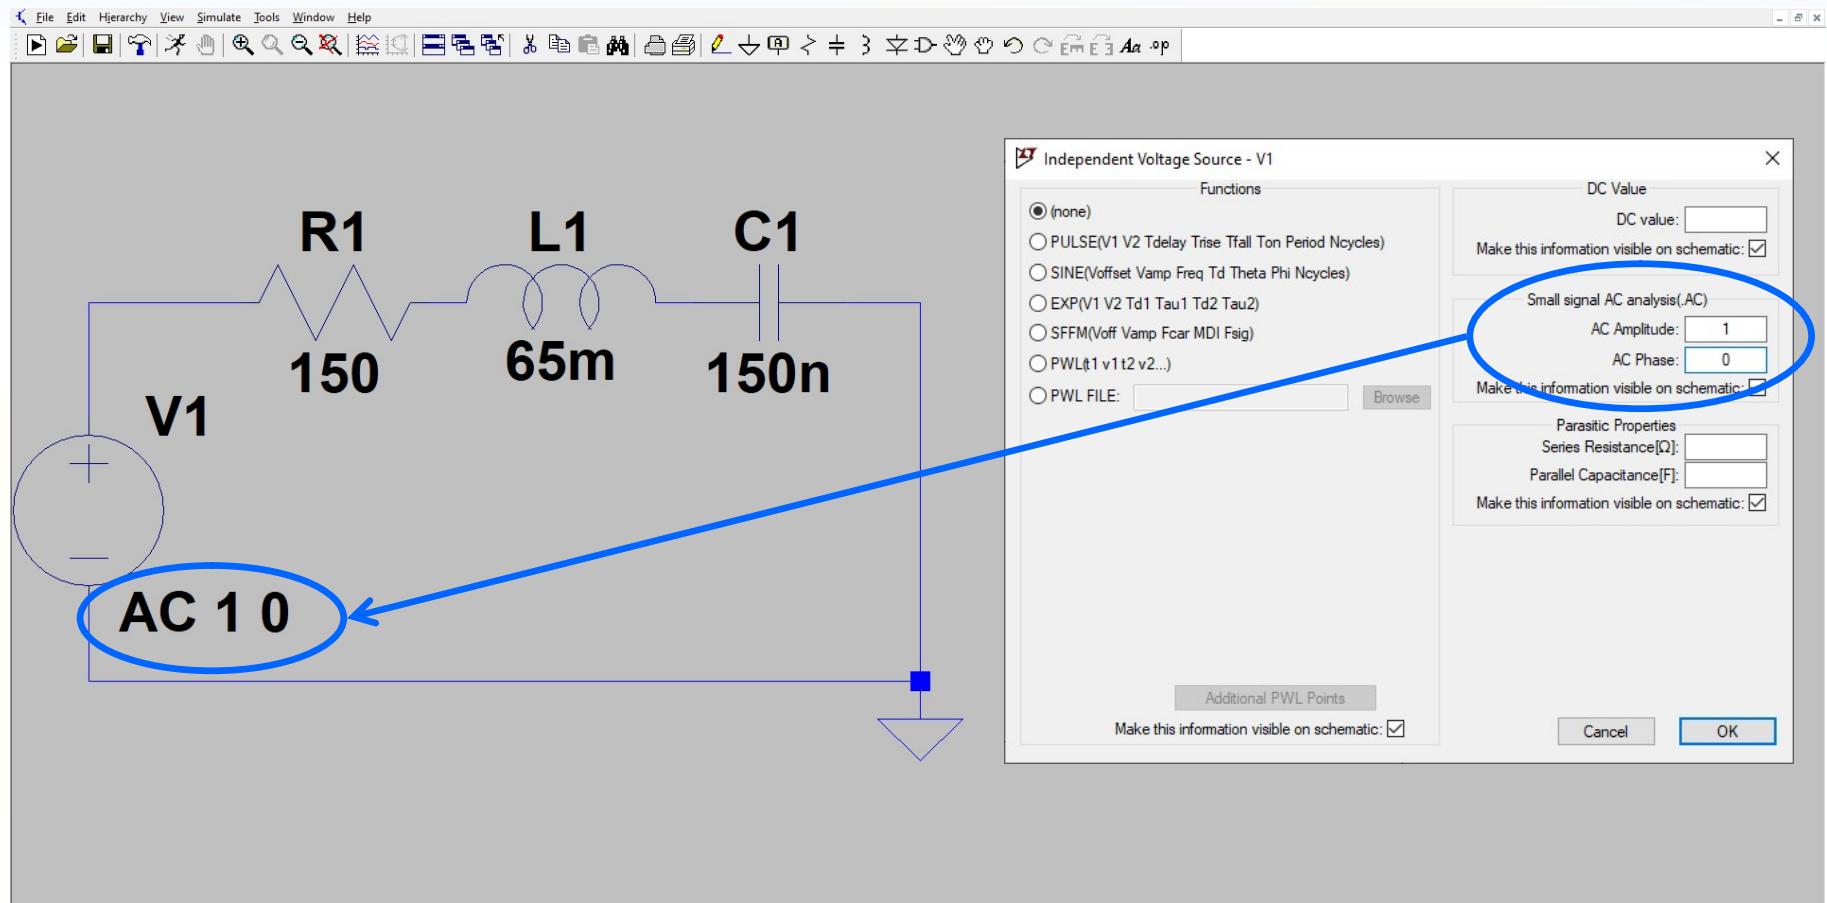 File Edit Hierarchy View Simulate Tools Window Help
Aa .op
R1 L1 C1
150 65m 150n
V1
AC 1 0
Independent Voltage Source - V1
Functions
(none)
PULSE(V1 V2 Tdelay Trise Tfall Ton Period Ncycles)
SINE(Voffset Vamp Freq Td Theta Phi Ncycles)
EXP(V1 V2 Td1 Tau1 Td2 Tau2)
SFFM(Voff Vamp Fcar MDI Fsig)
PWL(t1 v1 t2 v2...)
PWL FILE: Browse
Additional PWL Points
Make this information visible on schematic:
DC Value
DC value:
Make this information visible on schematic:
Small signal AC analysis(.AC)
AC Amplitude: 1
AC Phase: 0
Make this information visible on schematic:
Parasitic Properties
Series Resistance[Ω]:
Parallel Capacitance[F]:
Make this information visible on schematic:
Cancel OK